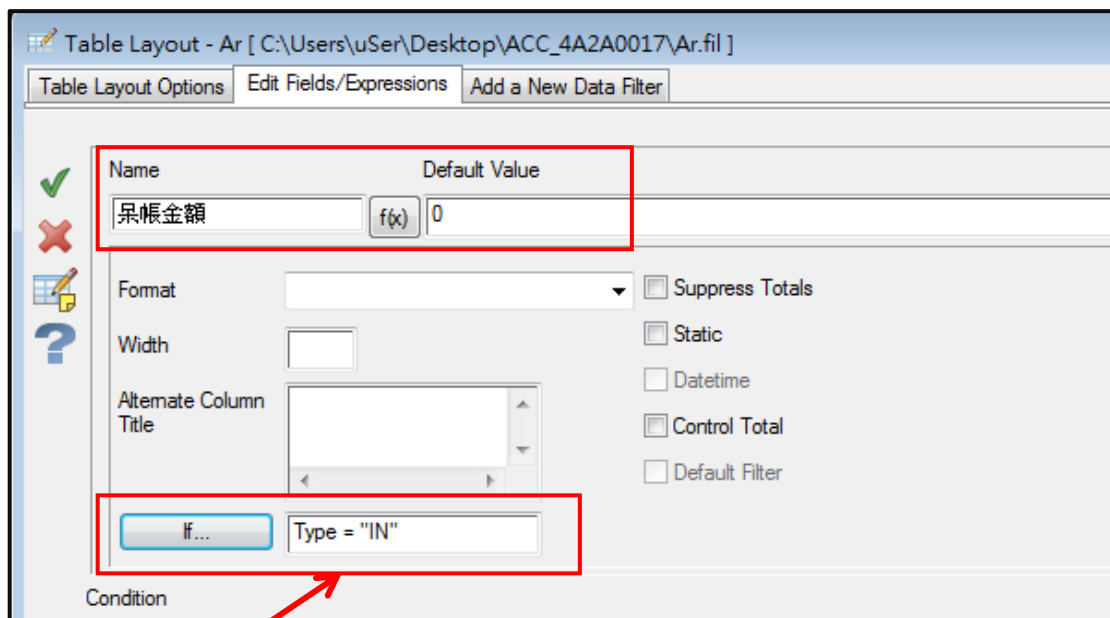 Table Layout - Ar [ C:\Users\uSer\Desktop\ACC_4A2A0017\Ar.fil ]
Table Layout Options Edit Fields/Expressions Add a New Data Filter
Name Default Value
呆帳金額 f(x) 0
Format Suppress Totals
Width Static
Datetime
Alternate Column
Title Control Total
Default Filter
If... Type = "IN"
Condition